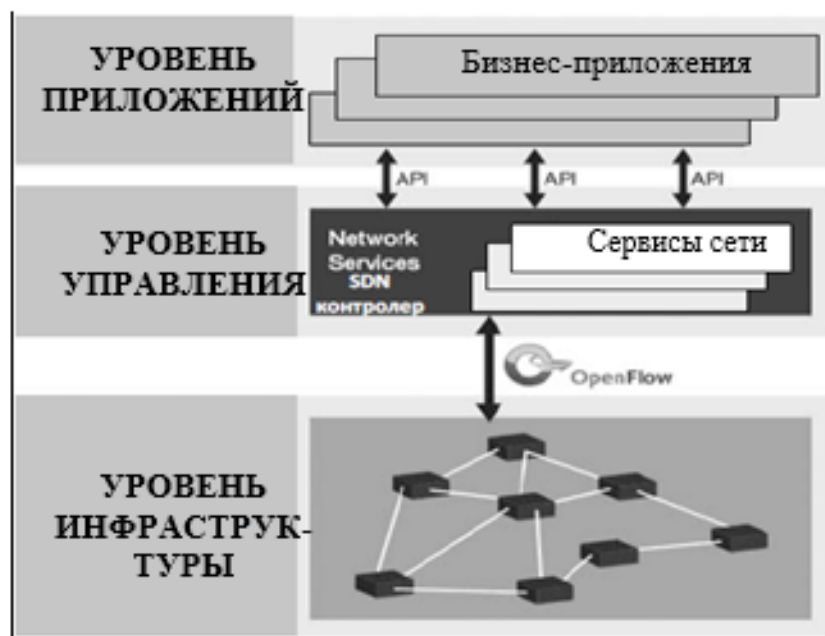 УРОВЕНЬ
ПРИЛОЖЕНИЙ
Бизнес-приложения
API
API
API
УРОВЕНЬ
УПРАВЛЕНИЯ
Network
Services
SDN
контролер
Сервисы сети
OpenFlow
УРОВЕНЬ
ИНФРАСТРУК-
ТУРЫ